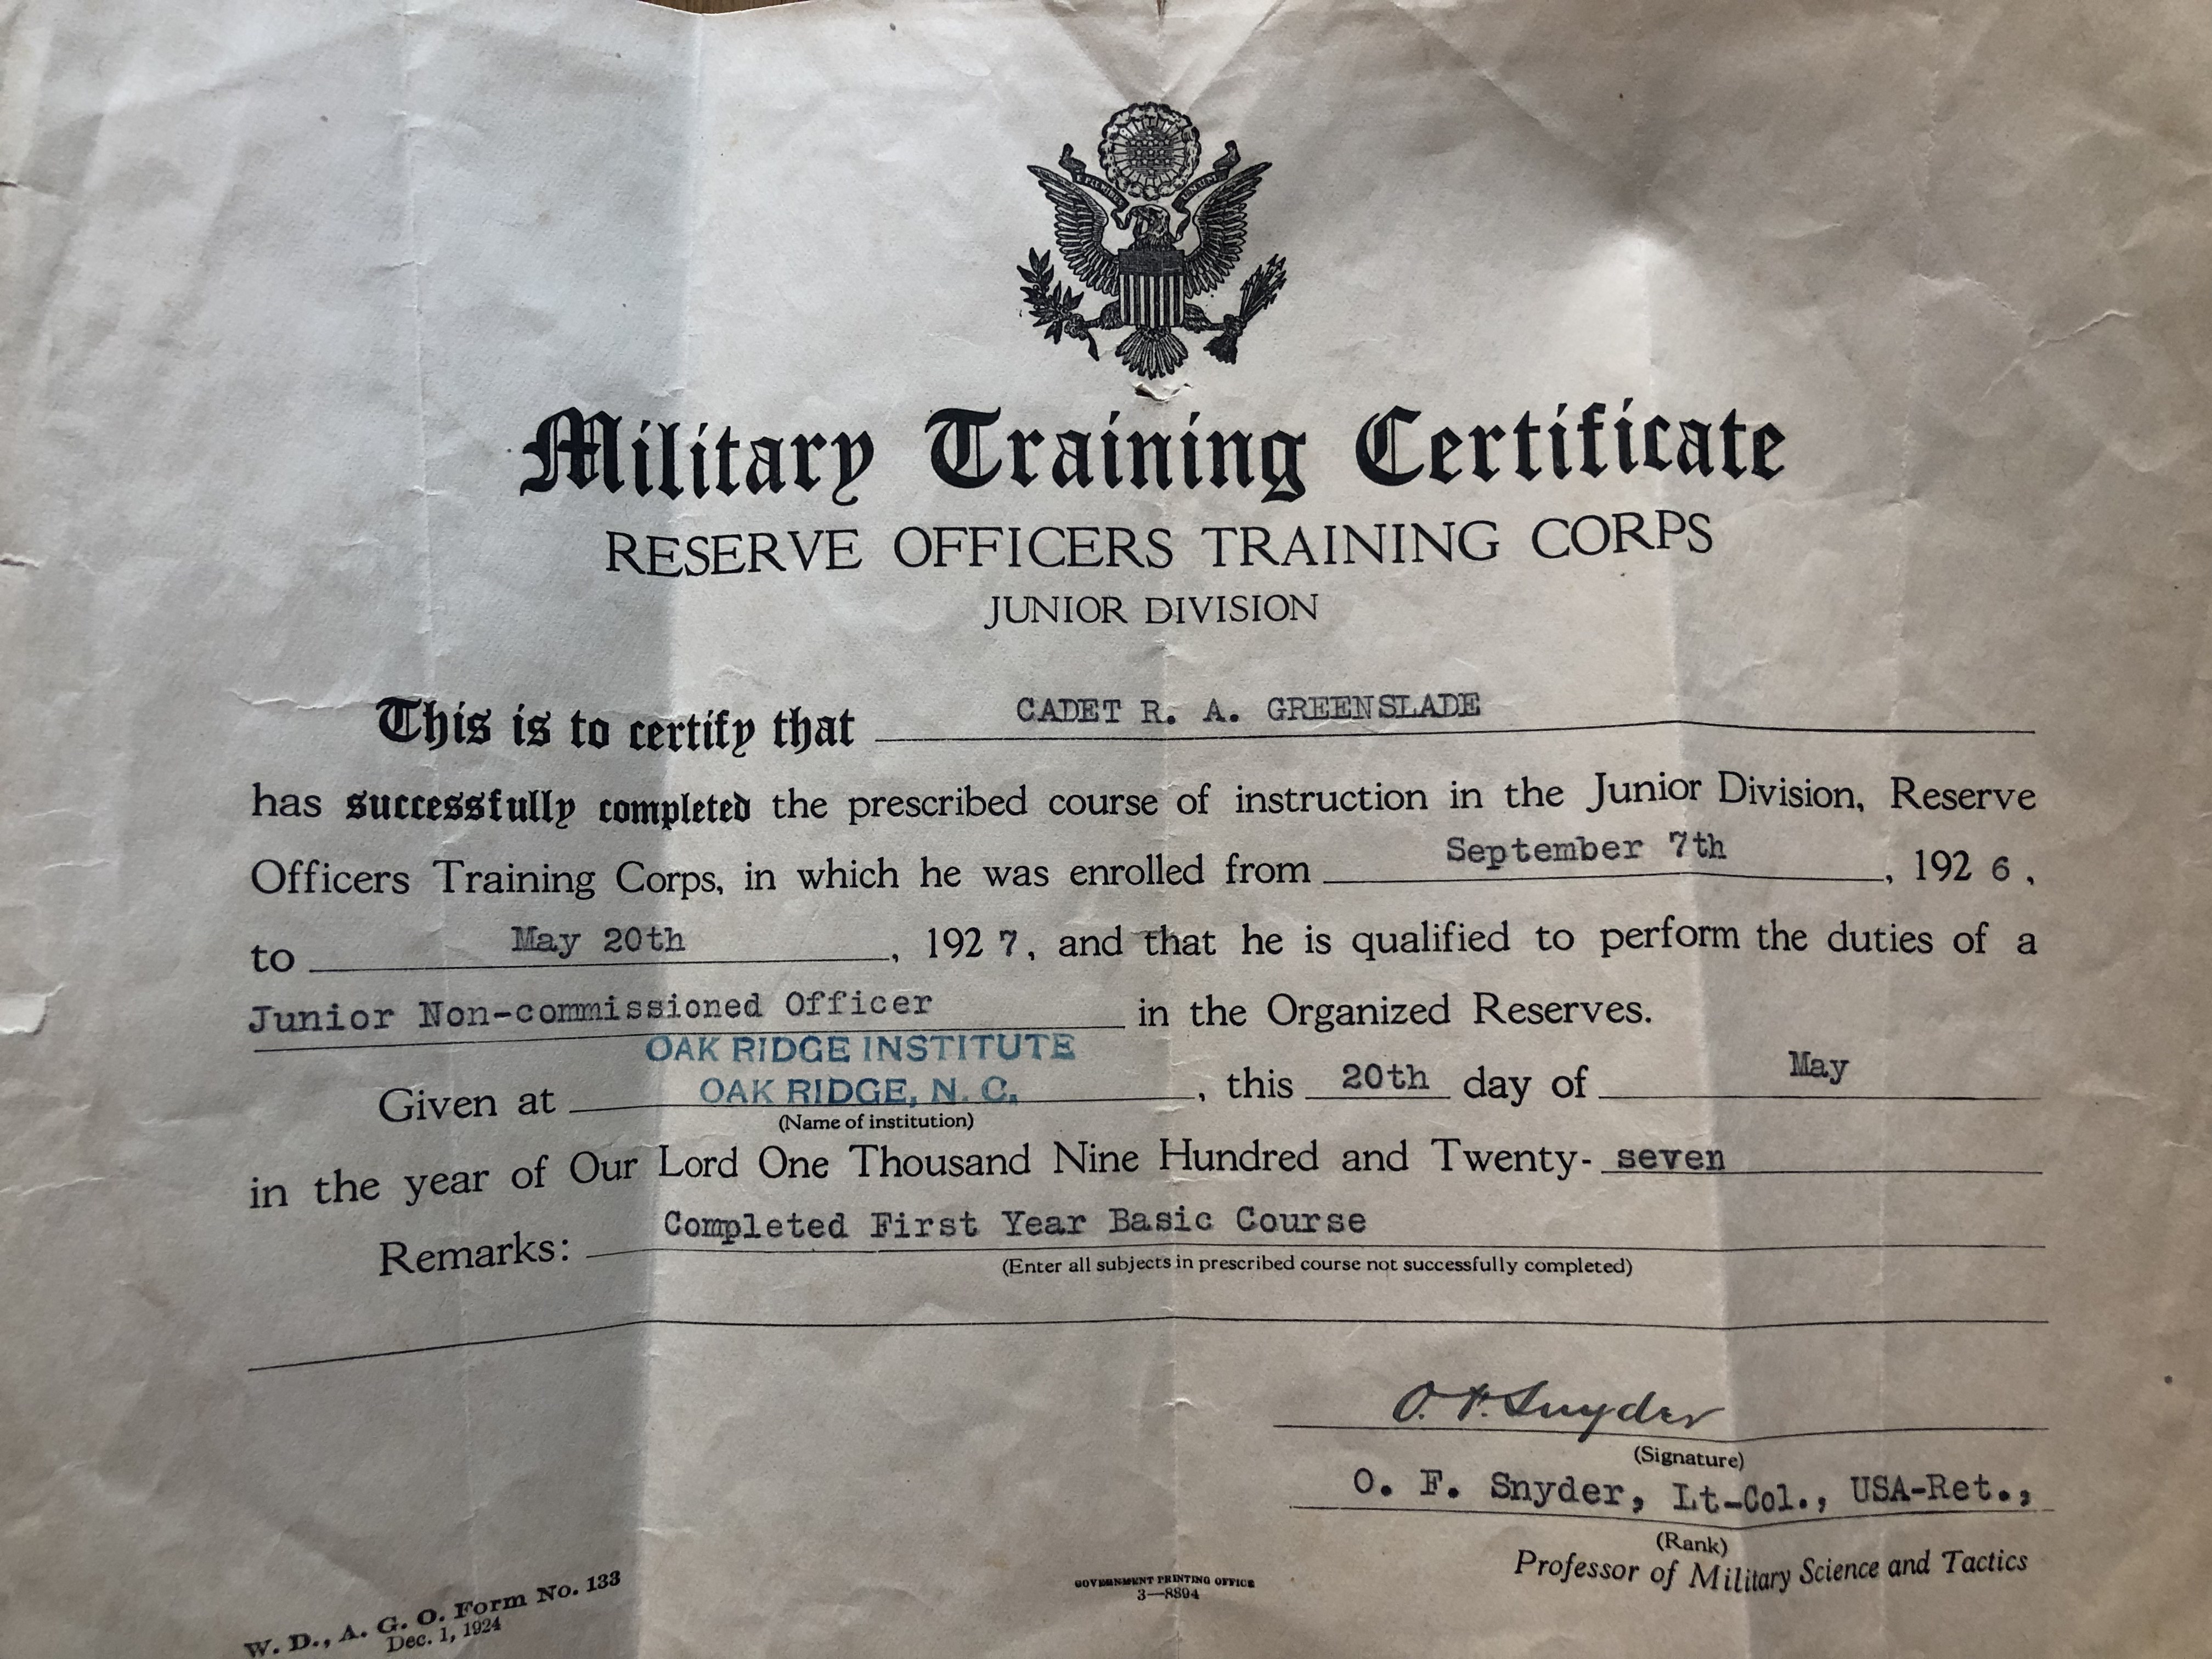 E PLURIBUS UNUM
Military Training Certificate
RESERVE OFFICERS TRAINING CORPS
JUNIOR DIVISION
This is to certify that CADET R. A. GREENSLADE
has successfully completed the prescribed course of instruction in the Junior Division, Reserve
Officers Training Corps, in which he was enrolled from September 7th, 1926,
to May 20th, 1927, and that he is qualified to perform the duties of a
Junior Non-commissioned Officer in the Organized Reserves.
OAK RIDGE INSTITUTE
Given at OAK RIDGE, N. C., this 20th day of May
(Name of institution)
in the year of Our Lord One Thousand Nine Hundred and Twenty-seven
Remarks: Completed First Year Basic Course
(Enter all subjects in prescribed course not successfully completed)
O. F. Snyder
(Signature)
O. F. Snyder, Lt-Col., USA-Ret.,
(Rank)
Professor of Military Science and Tactics
W. D., A. G. O. Form No. 133
Dec. 1, 1924
GOVERNMENT PRINTING OFFICE
3—8894